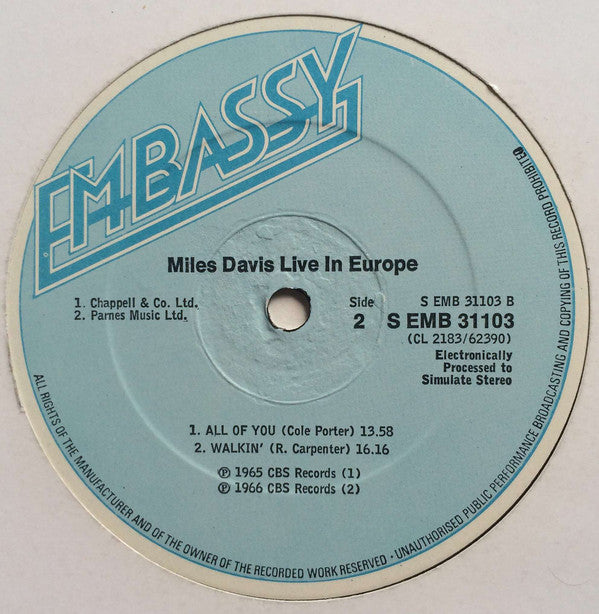 EMBASSY
Miles Davis Live In Europe
1. Chappell & Co. Ltd.
2. Parnes Music Ltd.
Side
2
S EMB 31103 B
S EMB 31103
(CL 2183/62390)
Electronically
Processed to
Simulate Stereo
1. ALL OF YOU (Cole Porter) 13.58
2. WALKIN' (R. Carpenter) 16.16
Ⓟ 1965 CBS Records (1)
Ⓟ 1966 CBS Records (2)
ALL RIGHTS OF THE MANUFACTURER AND OF THE OWNER OF THE RECORDED WORK RESERVED · UNAUTHORISED PUBLIC PERFORMANCE BROADCASTING AND COPYING OF THIS RECORD PROHIBITED